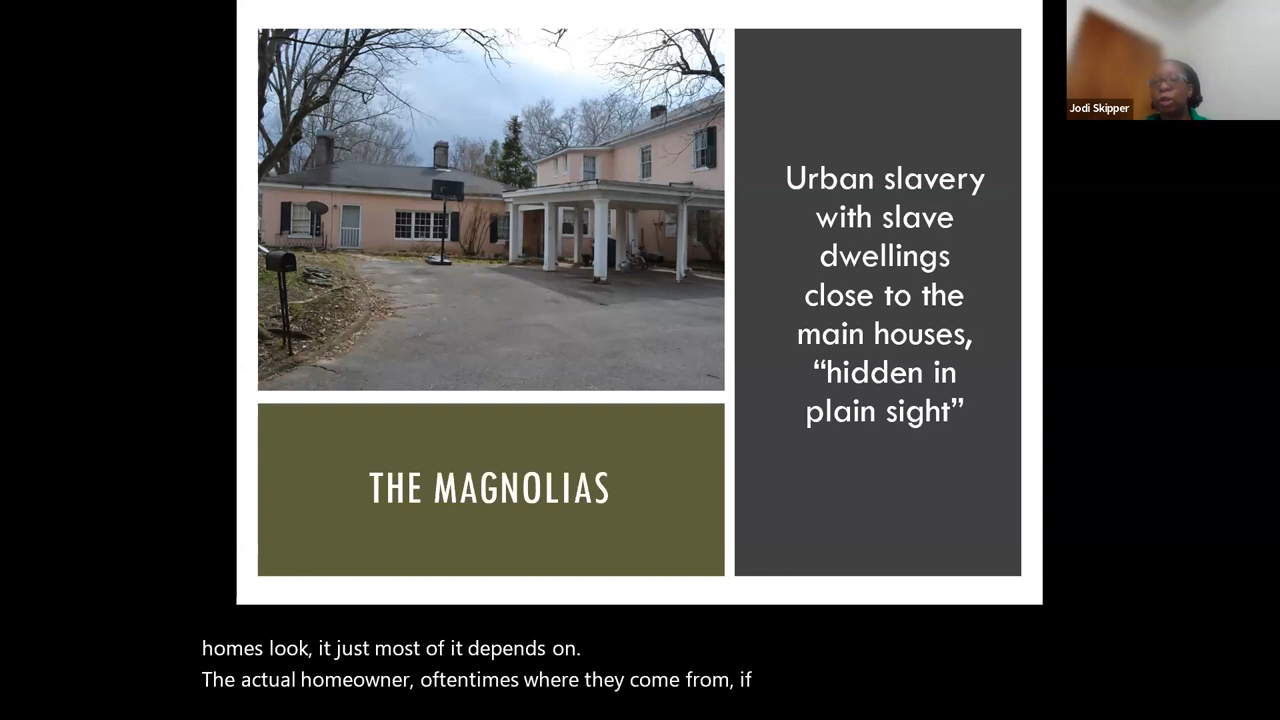 Jodi Skipper
Urban slavery
with slave
dwellings
close to the
main houses,
“hidden in
plain sight”
THE MAGNOLIAS
homes look, it just most of it depends on.
The actual homeowner, oftentimes where they come from, if